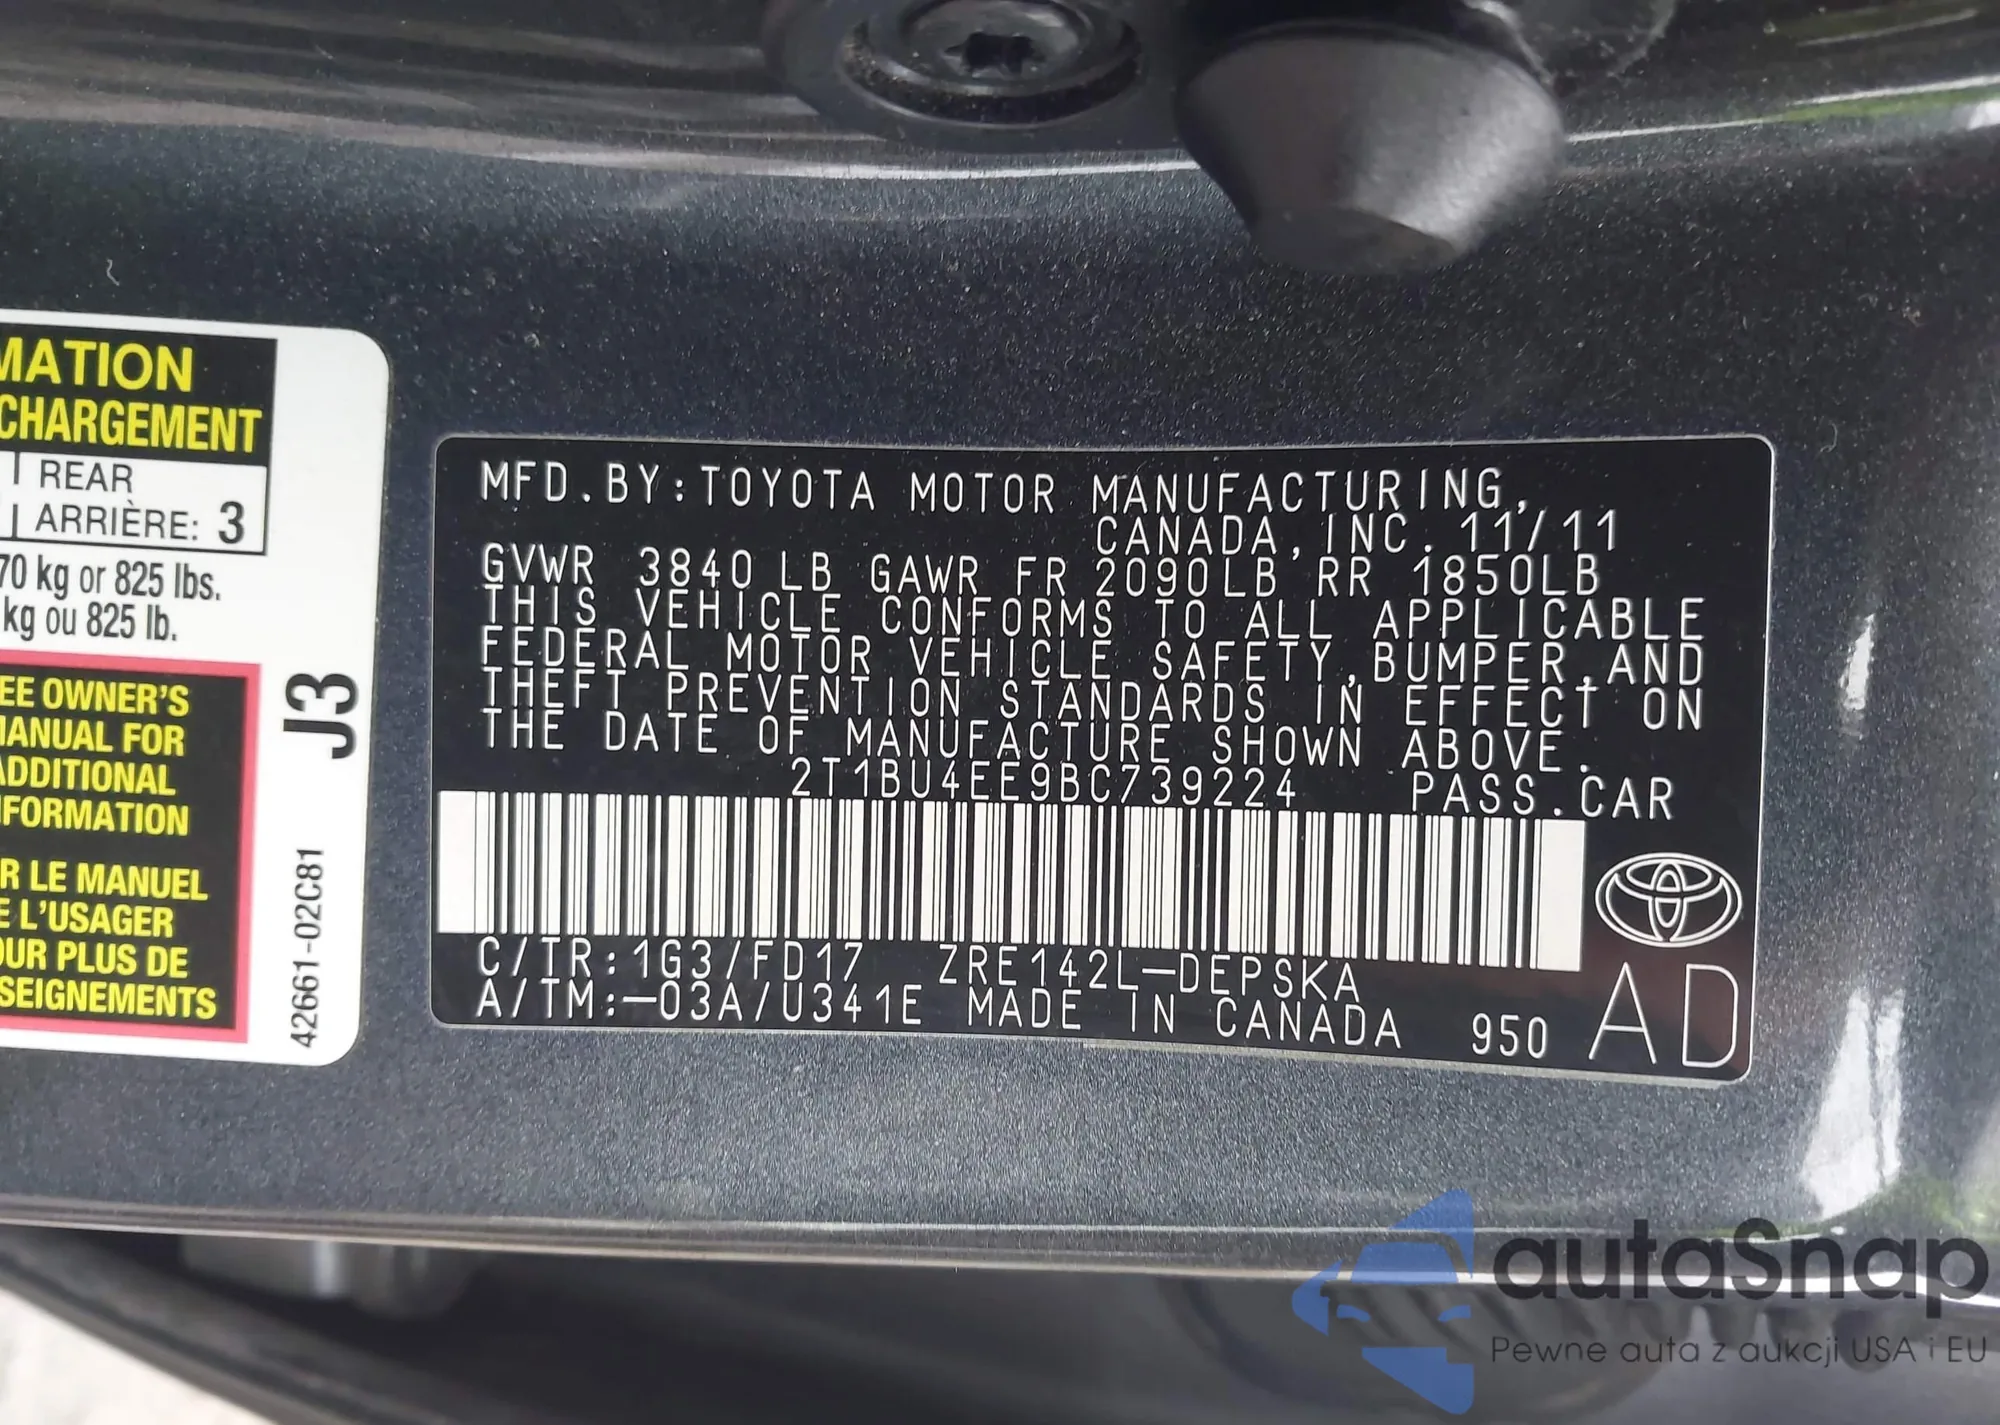 MATION
CHARGEMENT
REAR
ARRIÈRE: 3
70 kg or 825 lbs.
kg ou 825 lb.
EE OWNER'S
ANUAL FOR
ADDITIONAL
NFORMATION
R LE MANUEL
E L'USAGER
OUR PLUS DE
SEIGNEMENTS
J3
42661-02C81
MFD.BY:TOYOTA MOTOR MANUFACTURING,
CANADA,INC. 11/11
GVWR 3840LB GAWR FR 2090LB RR 1850LB
THIS VEHICLE CONFORMS TO ALL APPLICABLE
FEDERAL MOTOR VEHICLE SAFETY,BUMPER,AND
THEFT PREVENTION STANDARDS IN EFFECT ON
THE DATE OF MANUFACTURE SHOWN ABOVE.
2T1BU4EE9BC739224 PASS.CAR
C/TR:1G3/FD17 ZRE142L-DEPSKA
A/TM:-03A/U341E MADE IN CANADA 950
AD
autoSnap
Pewne auta z aukcji USA i EU